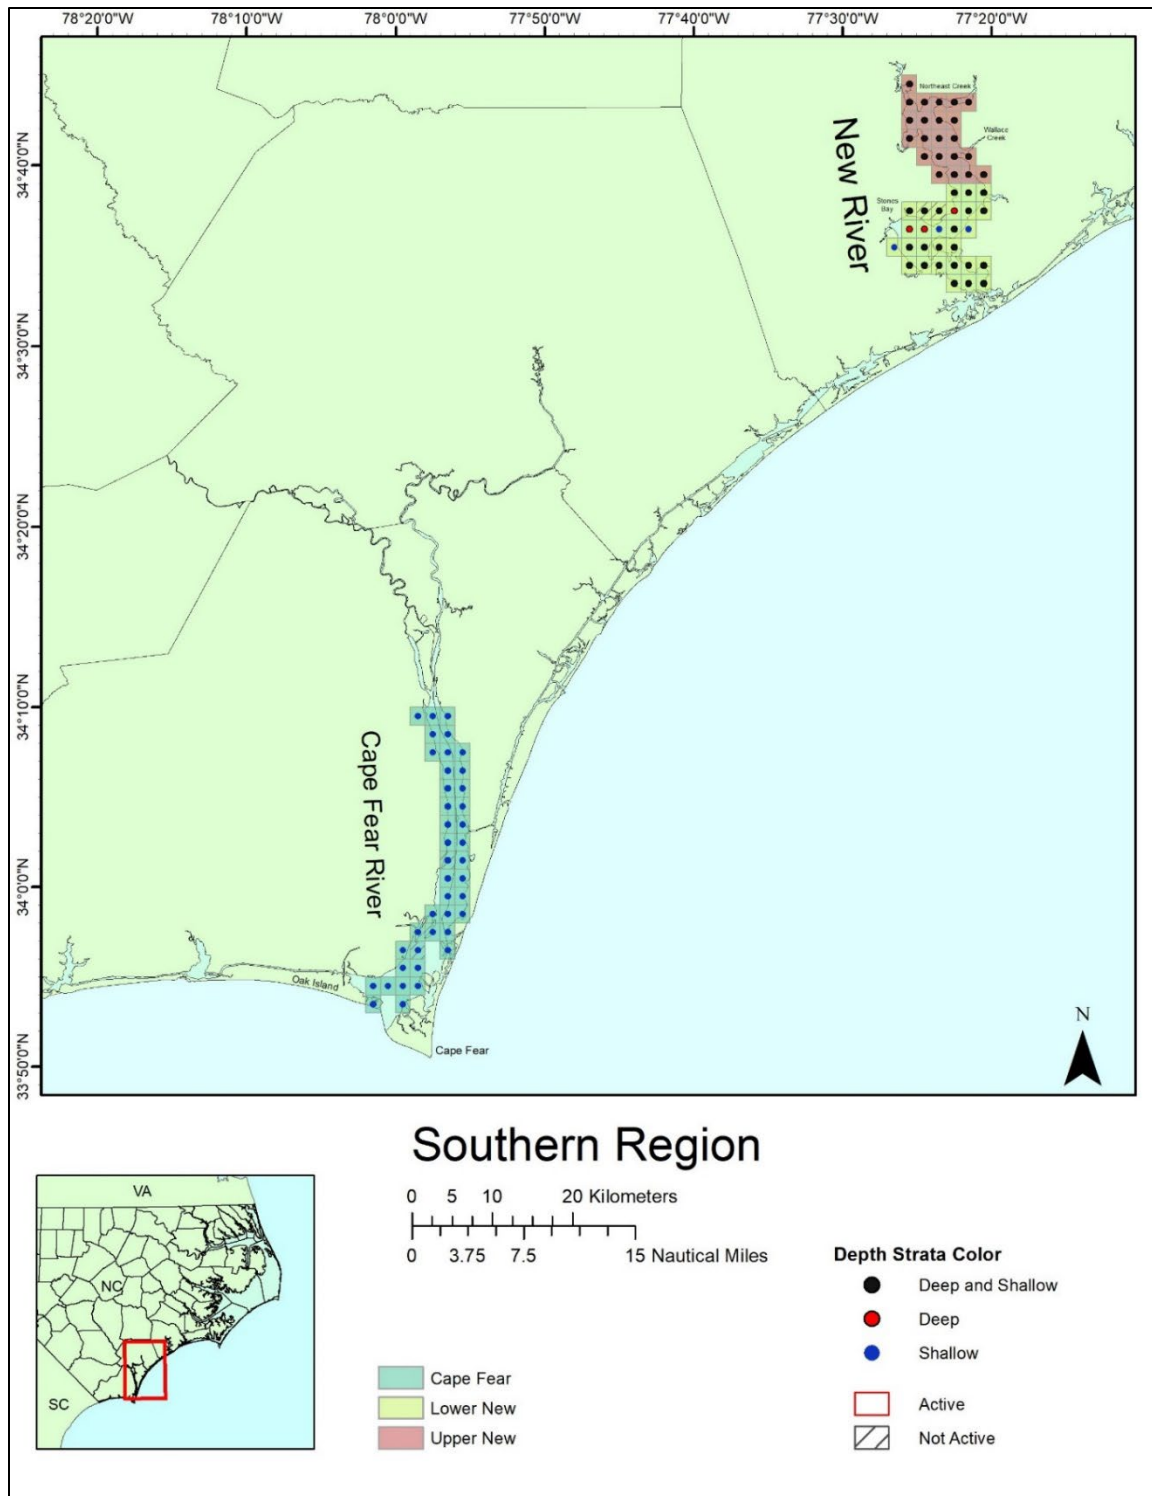 78°20'0"W 78°10'0"W 78°0'0"W 77°50'0"W 77°40'0"W 77°30'0"W 77°20'0"W
34°40'0"N
34°30'0"N
34°20'0"N
34°10'0"N
34°0'0"N
33°50'0"N
Northeast Creek
Wallace
Creek
New River
Stones
Bay
Cape Fear River
Oak Island
Cape Fear
N
Southern Region
0 5 10 20 Kilometers
0 3.75 7.5 15 Nautical Miles
VA
NC
SC
Cape Fear
Lower New
Upper New
Depth Strata Color
Deep and Shallow
Deep
Shallow
Active
Not Active